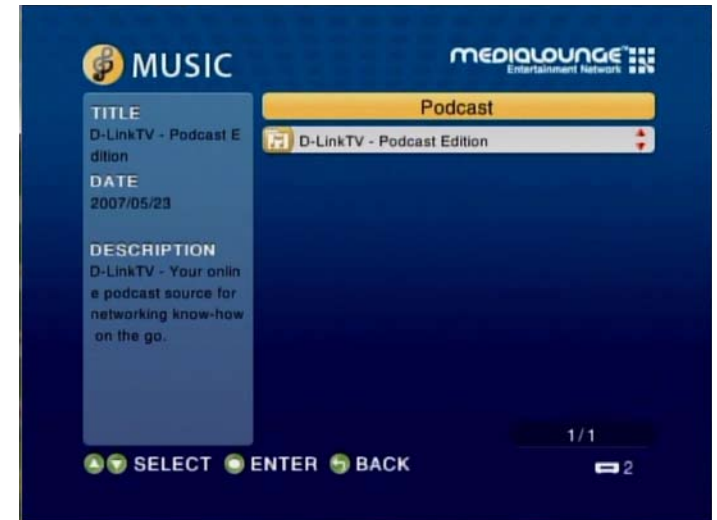 MUSIC
MEDIALOUNGE™
Entertainment Network
TITLE
D-LinkTV - Podcast E
dition
DATE
2007/05/23
DESCRIPTION
D-LinkTV - Your onlin
e podcast source for
networking know-how
on the go.
Podcast
D-LinkTV - Podcast Edition
1/1
SELECT ENTER BACK
2